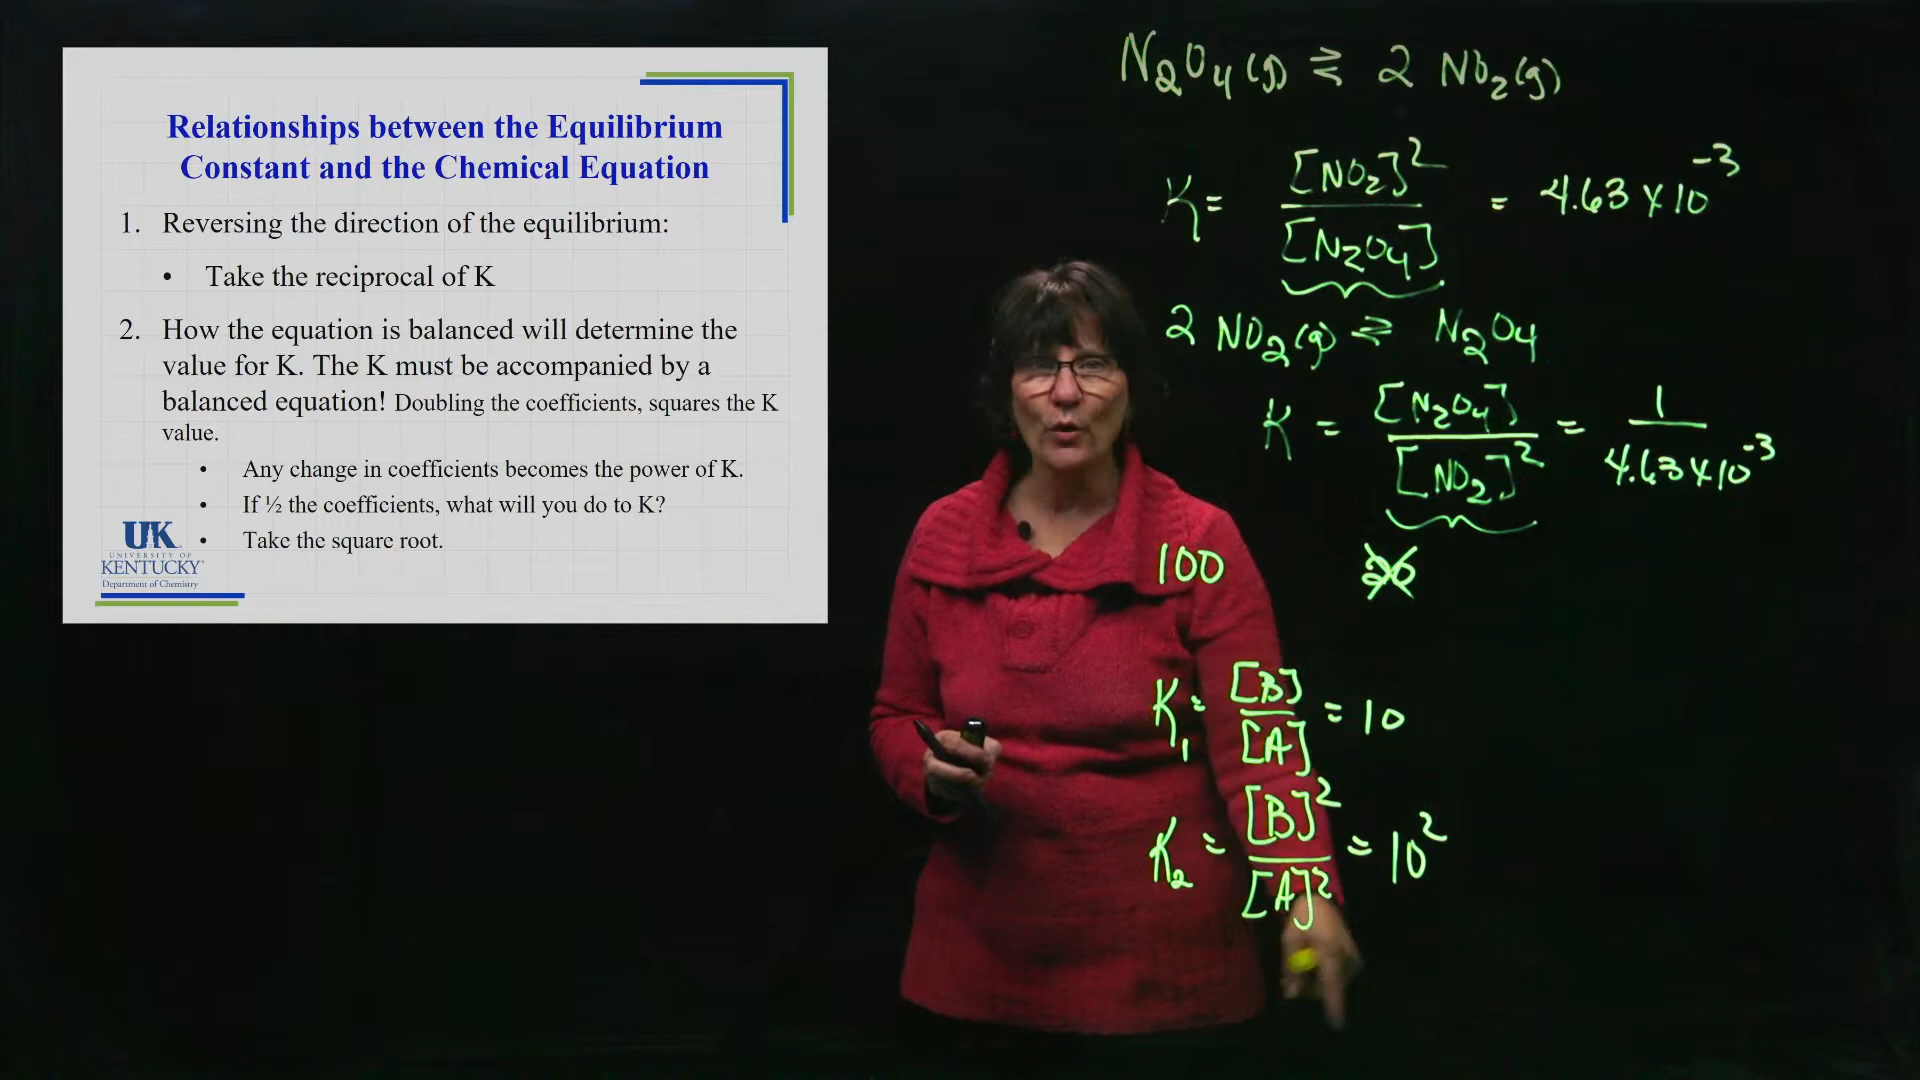 Relationships between the Equilibrium
Constant and the Chemical Equation
1. Reversing the direction of the equilibrium:
• Take the reciprocal of K
2. How the equation is balanced will determine the
value for K. The K must be accompanied by a
balanced equation! Doubling the coefficients, squares the K
value.
• Any change in coefficients becomes the power of K.
• If ½ the coefficients, what will you do to K?
• Take the square root.
UK
UNIVERSITY OF
KENTUCKY
Department of Chemistry
N₂O₄(g) ⇄ 2 NO₂(g)
K = [NO₂]² / [N₂O₄] = 4.63 x 10⁻³
2 NO₂(g) ⇄ N₂O₄
K = [N₂O₄] / [NO₂]² = 1 / 4.63 x 10⁻³
100 20
K₁ = [B] / [A] = 10
K₂ = [B]² / [A]² = 10²